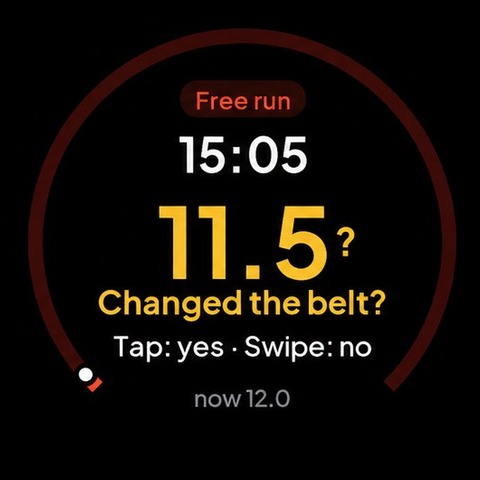 Free run
15:05
11.5?
Changed the belt?
Tap: yes · Swipe: no
now 12.0